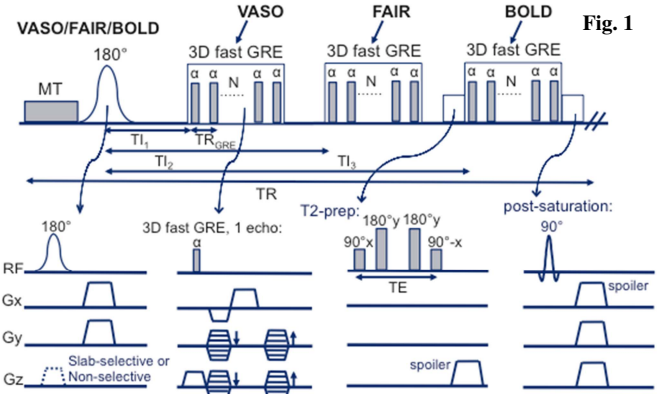 VASO/FAIR/BOLD
VASO
FAIR
BOLD
Fig. 1
180°
3D fast GRE
3D fast GRE
3D fast GRE
MT
α α N α α
α α N α α
α α N α α
TI1
TRGRE
TI2
TI3
TR
T2-prep:
post-saturation:
180°
3D fast GRE, 1 echo:
α
180°y 180°y
90°x
90°-x
90°
RF
TE
Gx
spoiler
Gy
Slab-selective or
Non-selective
Gz
spoiler